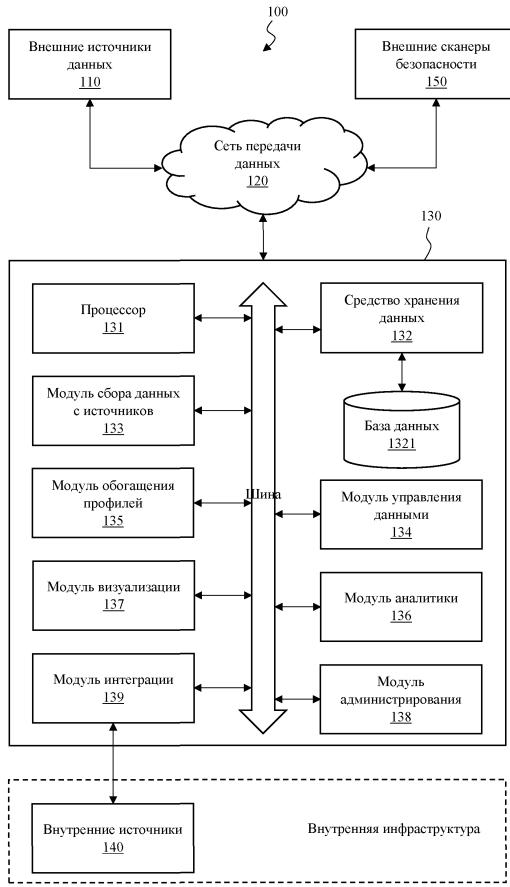 100
Внешние источники
данных
110
Внешние сканеры
безопасности
150
Сеть передачи
данных
120
130
Процессор
131
Средство хранения
данных
132
Модуль сбора данных
с источников
133
База данных
1321
Модуль обогащения
профилей
135
Шина
Модуль управления
данными
134
Модуль визуализации
137
Модуль аналитики
136
Модуль интеграции
139
Модуль
администрирования
138
Внутренние источники
140
Внутренняя инфраструктура